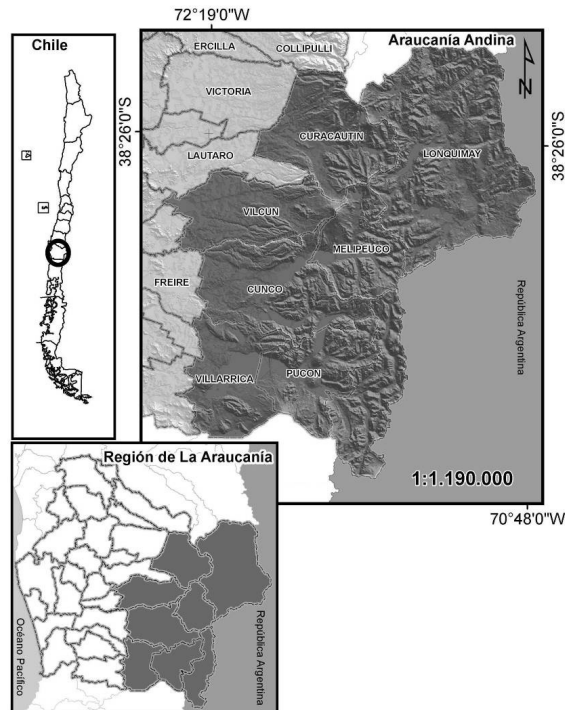 72°19'0"W
Chile
Araucanía Andina
ERCILLA
COLLIPULLI
N
VICTORIA
38°26'0"S
CURACAUTIN
LONQUIMAY
38°26'0"S
LAUTARO
VILCUN
MELIPEUCO
FREIRE
CUNCO
República Argentina
VILLARRICA
PUCON
1:1.190.000
Región de La Araucanía
70°48'0"W
Océano Pacífico
República Argentina